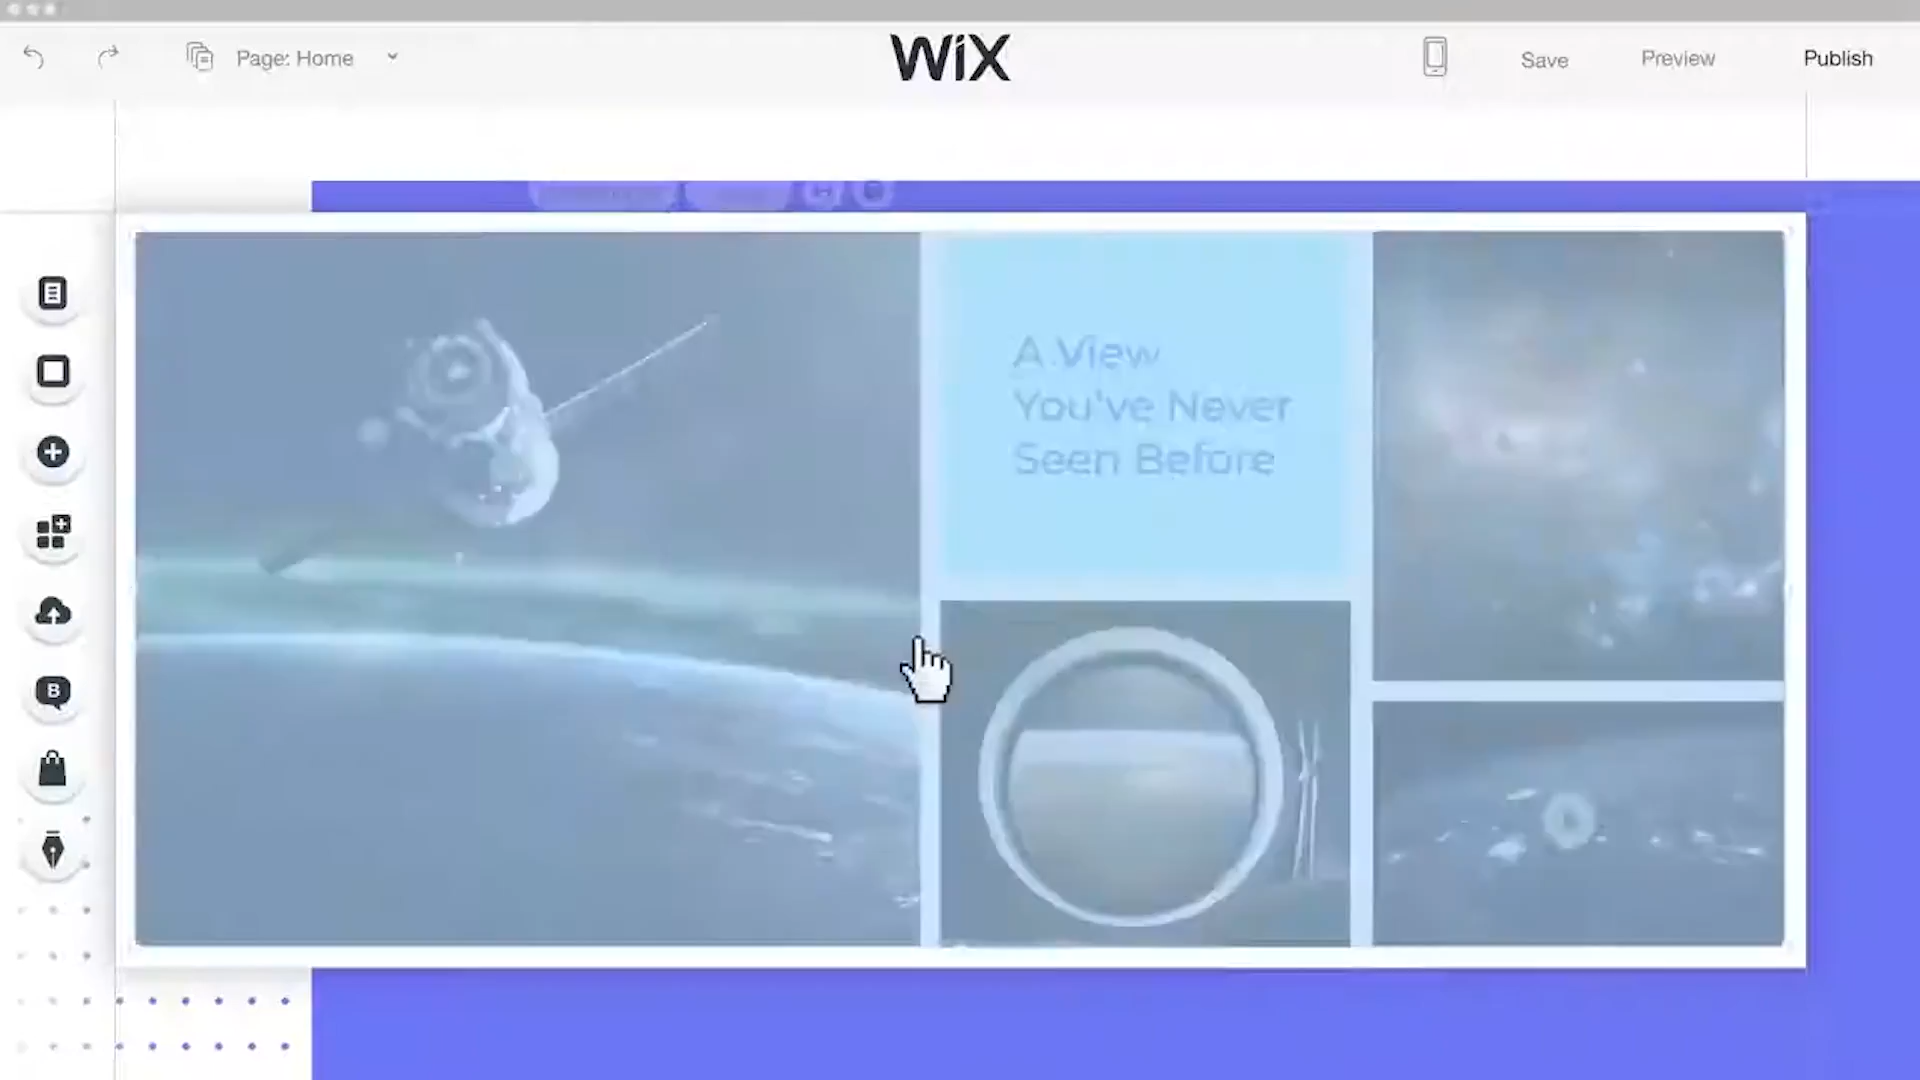 Page: Home
WiX
Save
Preview
Publish
A View
You've Never
Seen Before
B